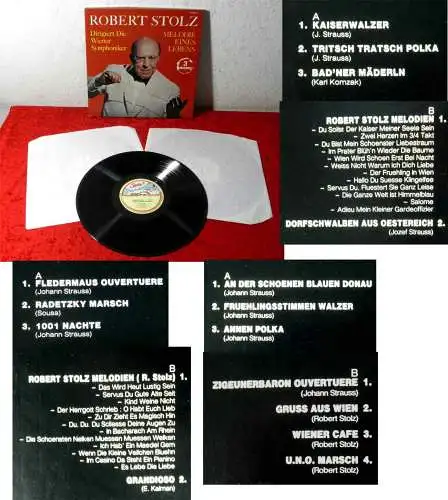 ROBERT STOLZ
Dirigiert Die
Wiener
Symphoniker
MELODIE
EINES
LEBENS
3
A
1. KAISERWALZER
(J. Strauss)
2. TRITSCH TRATSCH POLKA
(J. Strauss)
3. BAD'NER MÄDERLN
(Karl Komzak)
B
ROBERT STOLZ MELODIEN 1.
- Du Sollst Der Kaiser Meiner Seele Sein
- Zwei Herzen Im 3/4 Takt
- Du Bist Mein Schoenster Liebestraum
- Im Prater Blüh'n Wieder Die Baume
- Wien Wird Schoen Erst Bei Nacht
- Weiss Nicht Warum Ich Dich Lieb
- Der Fruehling in Wien
- Hallo Du Suesse Klingelfee
- Servus Du, Fluestert Sie Ganz Leise
- Die Ganze Welt ist Himmelblau
- Salome
- Adieu Mein Kleiner Gardeoffizier
DORFSCHWALBEN AUS OESTEREICH 2.
(Jozef Strauss)
A
1. FLEDERMAUS OUVERTUERE
(Johann Strauss)
2. RADETZKY MARSCH
(Sousa)
3. 1001 NACHTE
(Johann Strauss)
A
1. AN DER SCHOENEN BLAUEN DONAU
(Johann Strauss)
2. FRUEHLINGSSTIMMEN WALZER
(Johann Strauss)
3. ANNEN POLKA
(Johann Strauss)
B
ROBERT STOLZ MELODIEN ( R. Stolz) 1.
- Das Wird Heut Lustig Sein
- Servus Du Gute Alte Seit
- Kind Weine Nicht
- Der Herrgott Schrieb : O Habt Euch Lieb
- Zu Dir Zieht Es Magisch Hin
- Du, Du, Du Schliesse Deine Augen Zu
- in Bacharach Am Rhein
- Die Schoensten Nelken Muessen Muessen Welken
- Ich Hab' Ein Maedel Gern
- Wenn Die Kleine Veilchen Bluehn
- Im Casino Da Steht Ein Pianino
- Es Lebe Die Liebe
GRANDIOSO 2.
(E. Kalman)
B
ZIGEUNERBARON OUVERTUERE 1.
(Johann Strauss)
GRUSS AUS WIEN 2.
(Robert Stolz)
WIENER CAFE 3.
(Robert Stolz)
U.N.O. MARSCH 4.
(Robert Stolz)